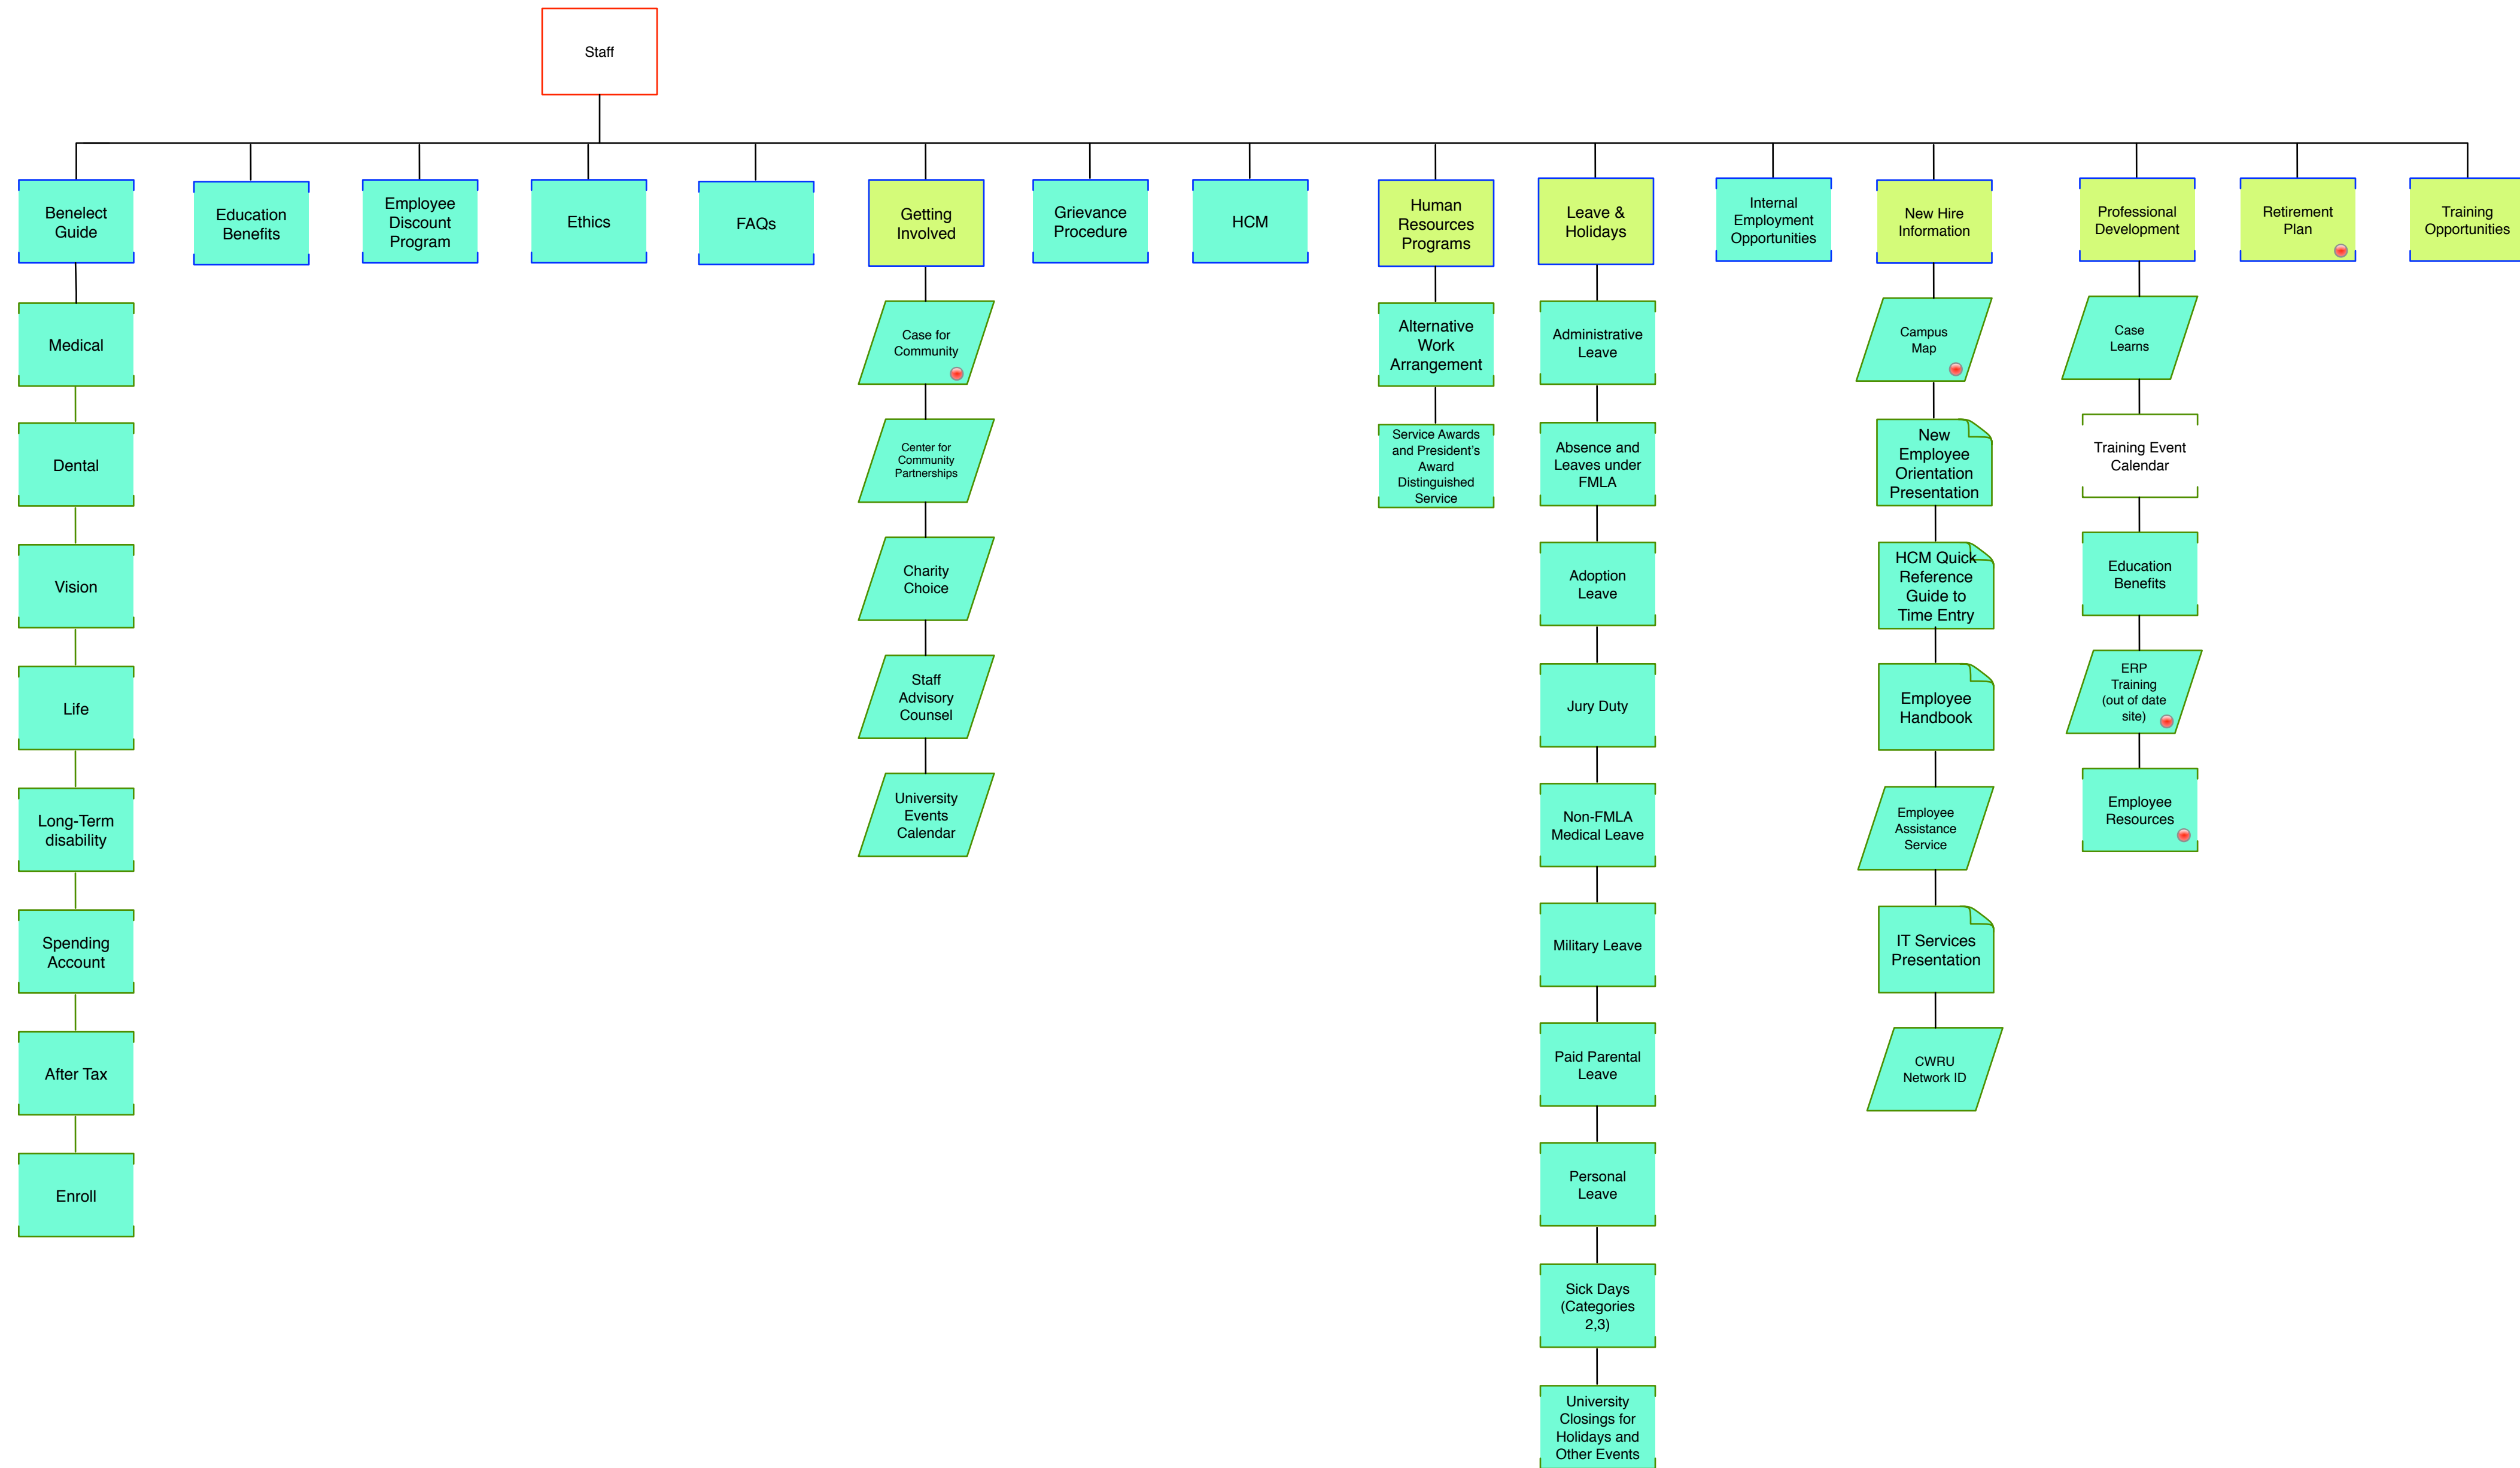 Staff
Benelect
Guide
Education
Benefits
Employee
Discount
Program
Ethics
FAQs
Getting
Involved
Grievance
Procedure
HCM
Human
Resources
Programs
Leave &
Holidays
Internal
Employment
Opportunities
New Hire
Information
Professional
Development
Retirement
Plan
Training
Opportunities
Medical
Dental
Vision
Life
Long-Term
disability
Spending
Account
After Tax
Enroll
Case for
Community
Center for
Community
Partnerships
Charity
Choice
Staff
Advisory
Counsel
University
Events
Calendar
Alternative
Work
Arrangement
Service Awards
and President's
Award
Distinguished
Service
Administrative
Leave
Absence and
Leaves under
FMLA
Adoption
Leave
Jury Duty
Non-FMLA
Medical Leave
Military Leave
Paid Parental
Leave
Personal
Leave
Sick Days
(Categories
2,3)
University
Closings for
Holidays and
Other Events
Campus
Map
New
Employee
Orientation
Presentation
HCM Quick
Reference
Guide to
Time Entry
Employee
Handbook
Employee
Assistance
Service
IT Services
Presentation
CWRU
Network ID
Case
Learns
Training Event
Calendar
Education
Benefits
ERP
Training
(out of date
site)
Employee
Resources